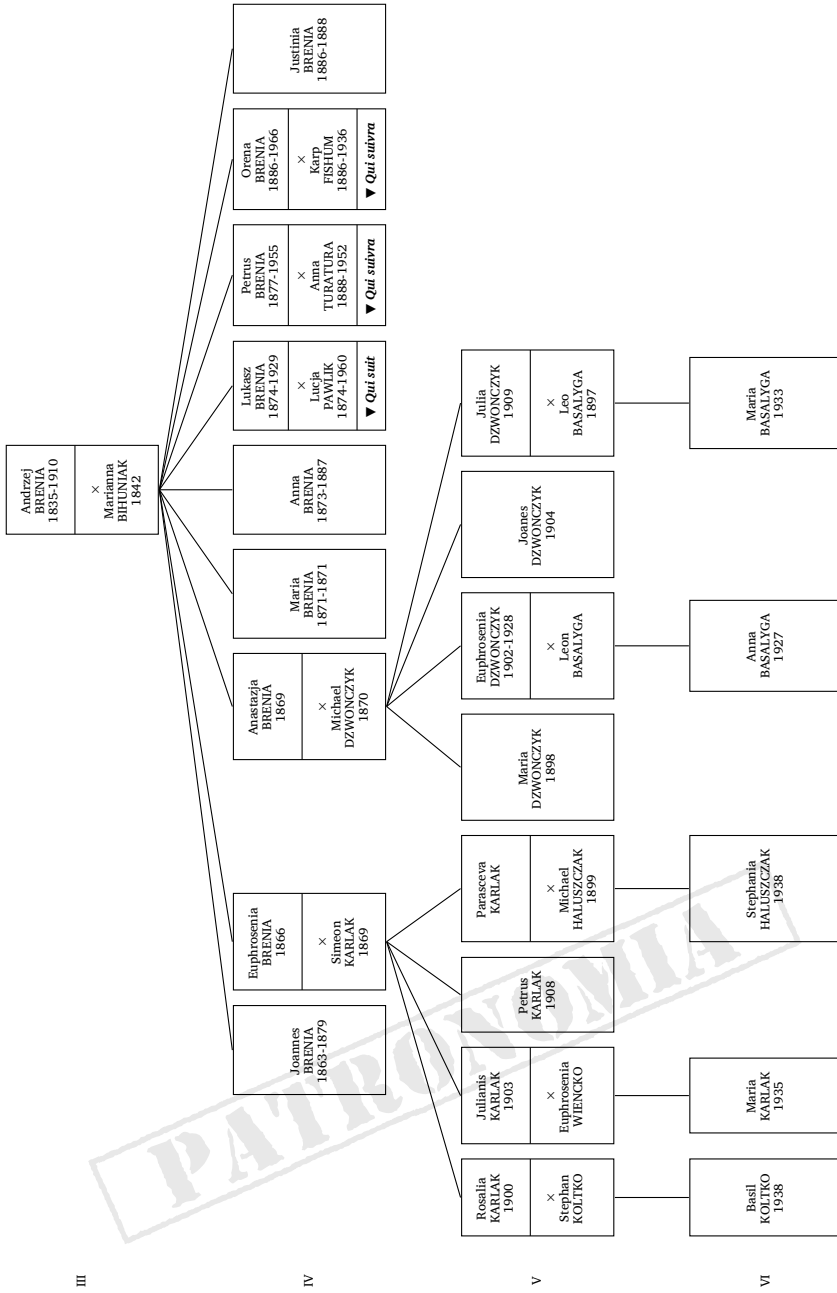 III
Andrzej
BRENIA
1835-1910
×
Marianna
BIHUNIAK
1842
IV
Joannes
BRENIA
1863-1879
Euphrosenia
BRENIA
1866
×
Simeon
KARLAK
1869
Anastazja
BRENIA
1869
×
Michael
DZWONCZYK
1870
Maria
BRENIA
1871-1871
Anna
BRENIA
1873-1887
Lukasz
BRENIA
1874-1929
×
Lucja
PAWLIK
1874-1960
▼ Qui suit
Petrus
BRENIA
1877-1955
×
Anna
TURATURA
1888-1952
▼ Qui suivra
Orena
BRENIA
1886-1966
×
Karp
FISHUM
1886-1936
▼ Qui suivra
Justinia
BRENIA
1886-1888
V
Rosalia
KARLAK
1900
×
Stephan
KOLTKO
Julianis
KARLAK
1903
×
Euphrosenia
WIENCKO
Petrus
KARLAK
1908
Parasceva
KARLAK
×
Michael
HALUSZCZAK
1899
Maria
DZWONCZYK
1898
Euphrosenia
DZWONCZYK
1902-1928
×
Leon
BASALYGA
Joanes
DZWONCZYK
1904
Julia
DZWONCZYK
1909
×
Leo
BASALYGA
1897
VI
Basil
KOLTKO
1938
Maria
KARLAK
1935
Stephania
HALUSZCZAK
1938
Anna
BASALYGA
1927
Maria
BASALYGA
1933
PATRONOMIA